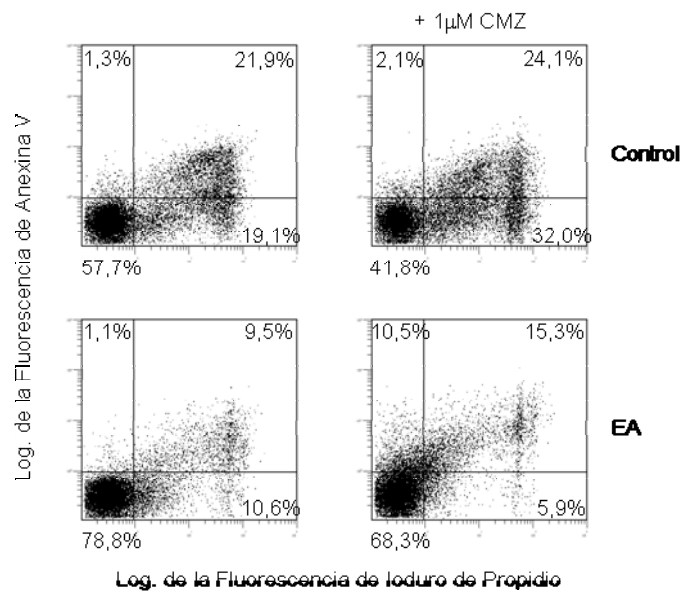 + 1μM CMZ
1,3% 21,9%
2,1% 24,1%
Log. de la Fluorescencia de Anexina V
Control
19,1%
32,0%
57,7%
41,8%
1,1% 9,5%
10,5% 15,3%
EA
10,6%
5,9%
78,8%
68,3%
Log. de la Fluorescencia de Ioduro de Propidio